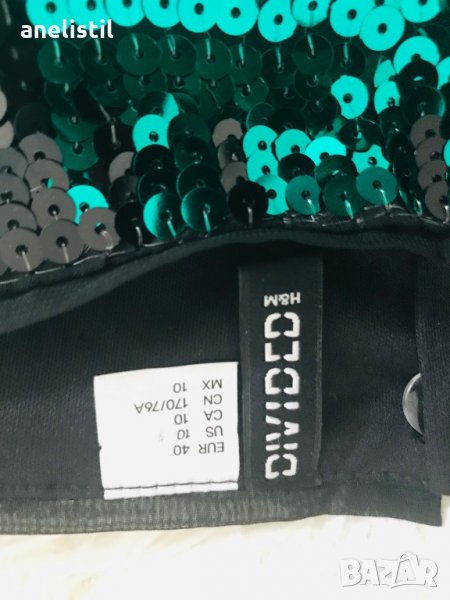 anelistil
DIVIDED
H&M
EUR 40
US 10
CA 10
CN 170/76A
MX 10
BAZAR